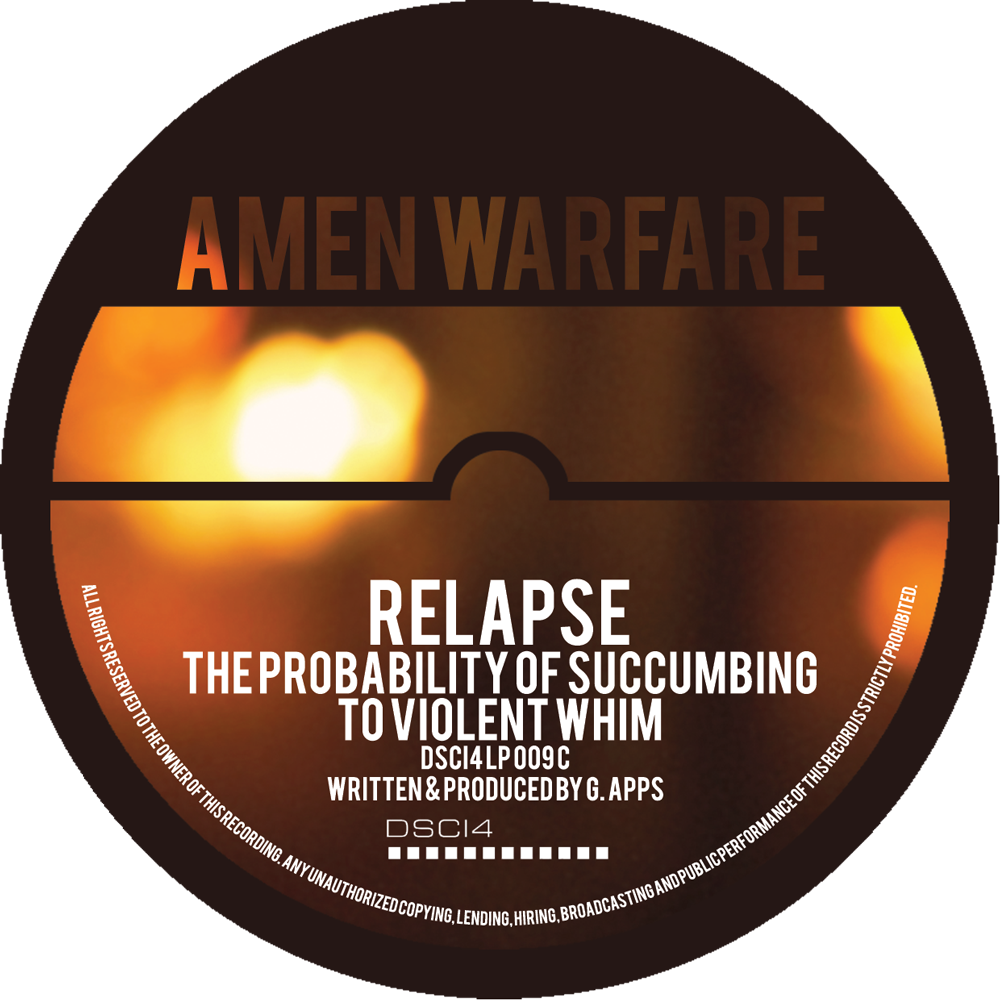 AMEN WARFARE
RELAPSE
THE PROBABILITY OF SUCCUMBING
TO VIOLENT WHIM
DSCI4 LP 009 C
WRITTEN & PRODUCED BY G. APPS
DSCI4
ALL RIGHTS RESERVED TO THE OWNER OF THIS RECORDING. ANY UNAUTHORIZED COPYING, LENDING, HIRING, BROADCASTING AND PUBLIC PERFORMANCE OF THIS RECORD IS STRICTLY PROHIBITED.